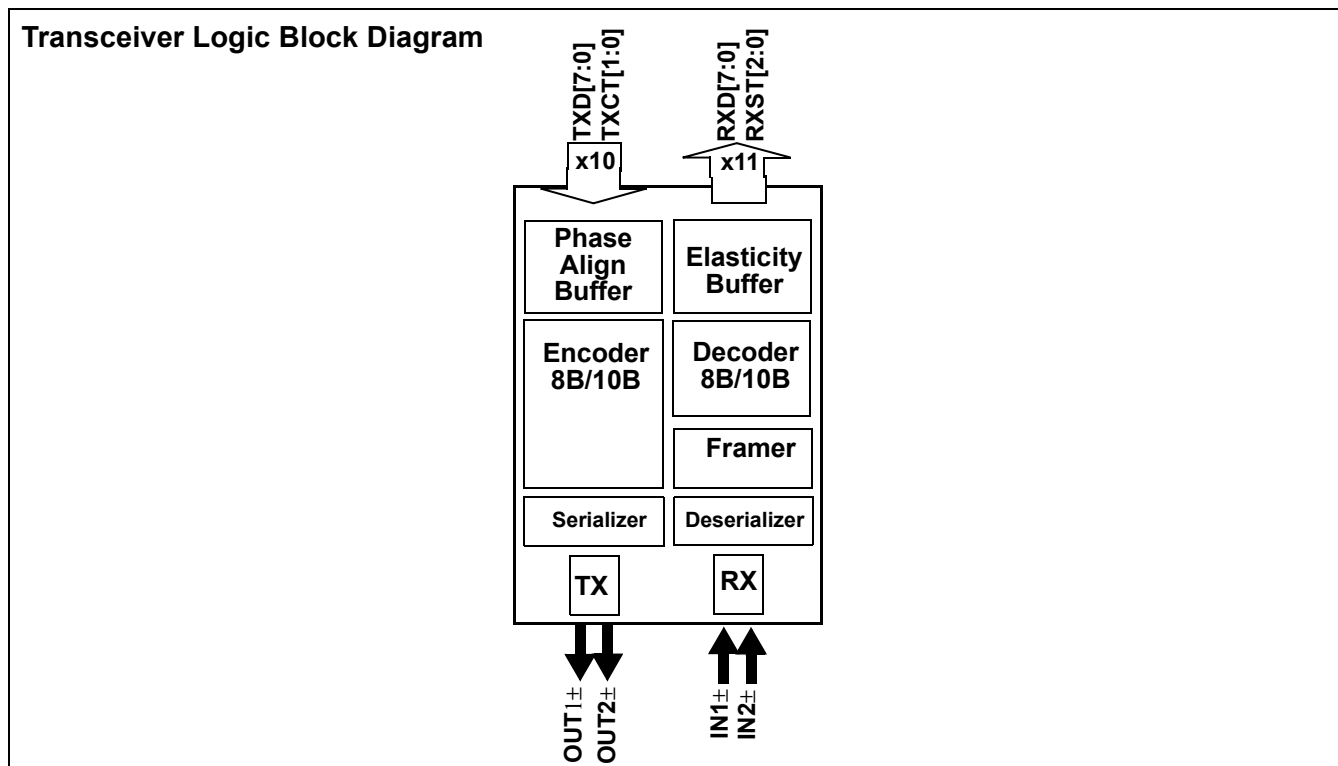 Transceiver Logic Block Diagram
TXD[7:0]
TXCT[1:0]
RXD[7:0]
RXST[2:0]
x10
x11
Phase
Align
Buffer
Elasticity
Buffer
Encoder
8B/10B
Decoder
8B/10B
Framer
Serializer
Deserializer
TX
RX
OUT1±
OUT2±
IN1±
IN2±